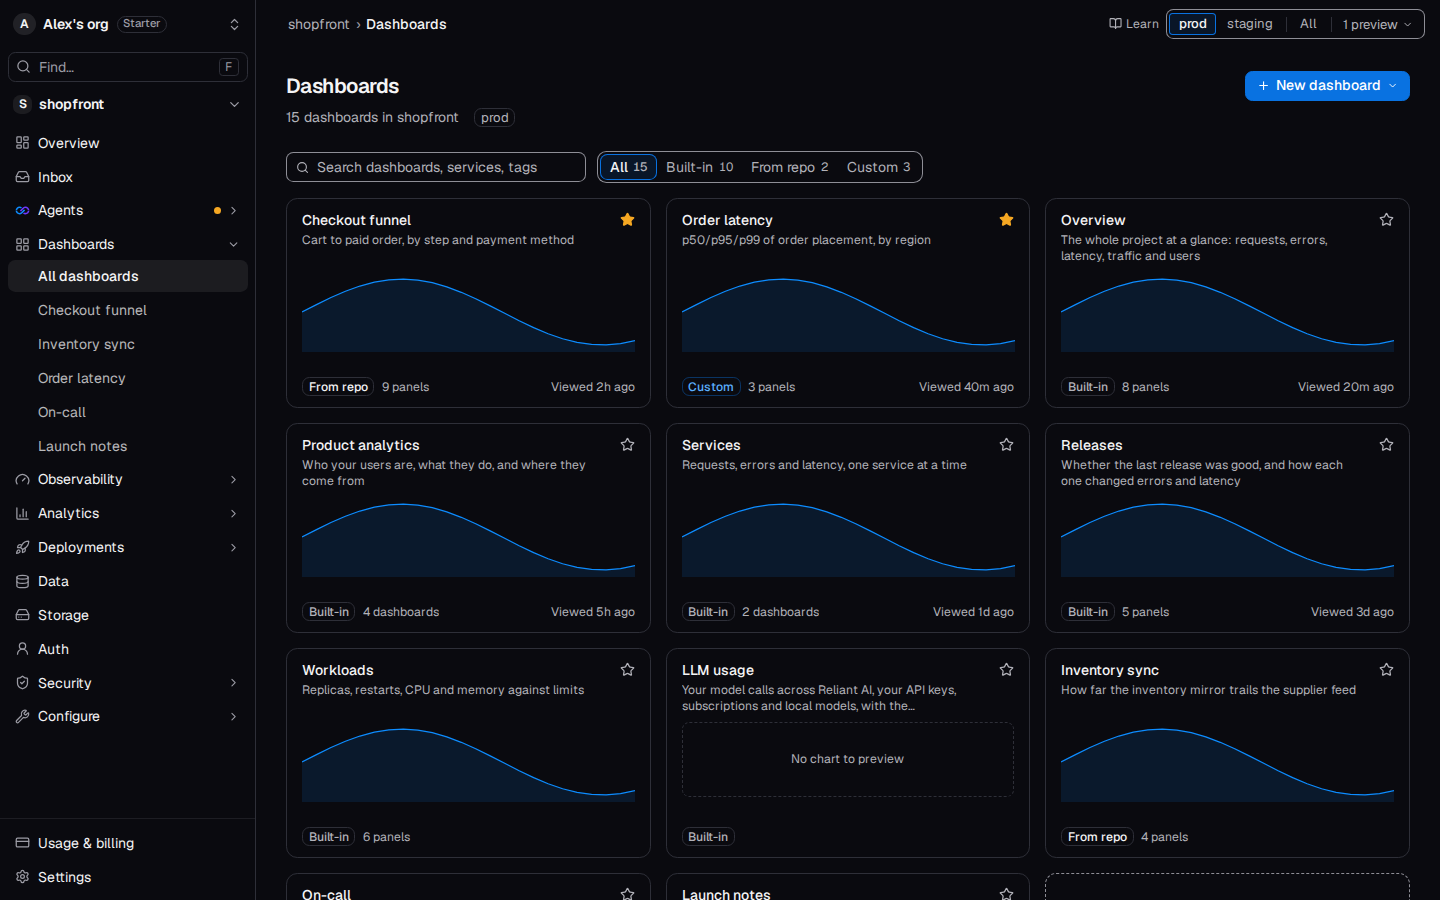 A Alex's org Starter
Find... F
S shopfront
Overview
Inbox
Agents
Dashboards
All dashboards
Checkout funnel
Inventory sync
Order latency
On-call
Launch notes
Observability
Analytics
Deployments
Data
Storage
Auth
Security
Configure
Usage & billing
Settings
shopfront › Dashboards
Learn prod staging All 1 preview
Dashboards
New dashboard
15 dashboards in shopfront prod
Search dashboards, services, tags
All 15 Built-in 10 From repo 2 Custom 3
Checkout funnel
Cart to paid order, by step and payment method
From repo 9 panels Viewed 2h ago
Order latency
p50/p95/p99 of order placement, by region
Custom 3 panels Viewed 40m ago
Overview
The whole project at a glance: requests, errors,
latency, traffic and users
Built-in 8 panels Viewed 20m ago
Product analytics
Who your users are, what they do, and where they
come from
Built-in 4 dashboards Viewed 5h ago
Services
Requests, errors and latency, one service at a time
Built-in 2 dashboards Viewed 1d ago
Releases
Whether the last release was good, and how each
one changed errors and latency
Built-in 5 panels Viewed 3d ago
Workloads
Replicas, restarts, CPU and memory against limits
Built-in 6 panels
LLM usage
Your model calls across Reliant AI, your API keys,
subscriptions and local models, with the...
No chart to preview
Built-in
Inventory sync
How far the inventory mirror trails the supplier feed
From repo 4 panels
On-call
Launch notes